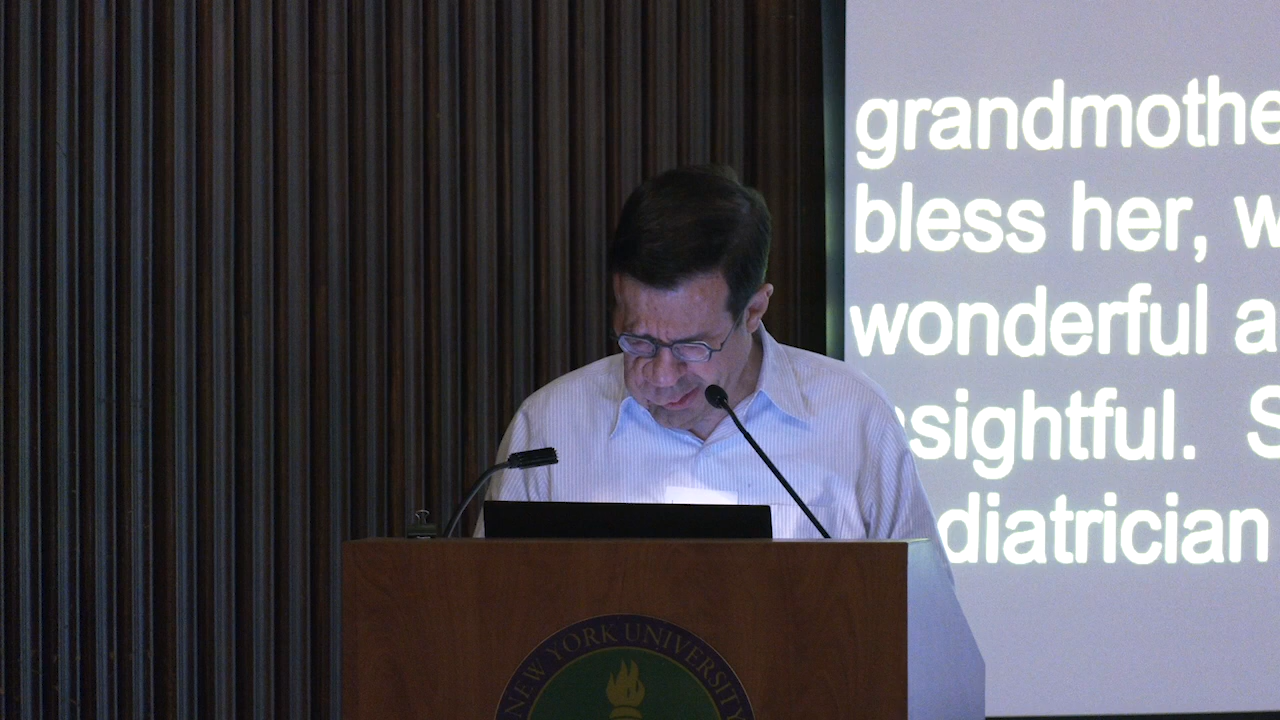 grandmothe
bless her, w
wonderful a
sightful. S
diatrician
NEW YORK UNIVERSITY